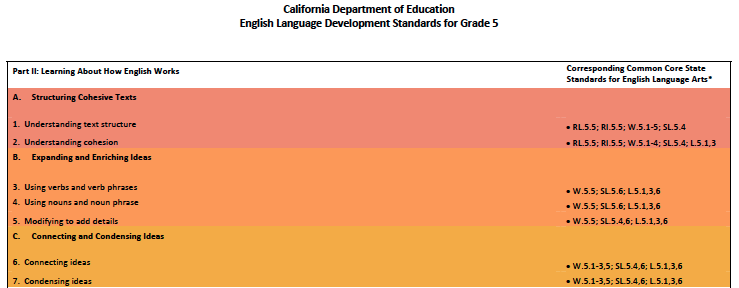 California Department of Education
English Language Development Standards for Grade 5
Part II: Learning About How English Works
Corresponding Common Core State
Standards for English Language Arts*
A. Structuring Cohesive Texts
1. Understanding text structure
• RL.5.5; RI.5.5; W.5.1-5; SL.5.4
2. Understanding cohesion
• RL.5.5; RI.5.5; W.5.1-4; SL.5.4; L.5.1,3
B. Expanding and Enriching Ideas
3. Using verbs and verb phrases
• W.5.5; SL.5.6; L.5.1,3,6
4. Using nouns and noun phrase
• W.5.5; SL.5.6; L.5.1,3,6
5. Modifying to add details
• W.5.5; SL.5.4,6; L.5.1,3,6
C. Connecting and Condensing Ideas
6. Connecting ideas
• W.5.1-3,5; SL.5.4,6; L.5.1,3,6
7. Condensing ideas
• W.5.1-3,5; SL.5.4,6; L.5.1,3,6